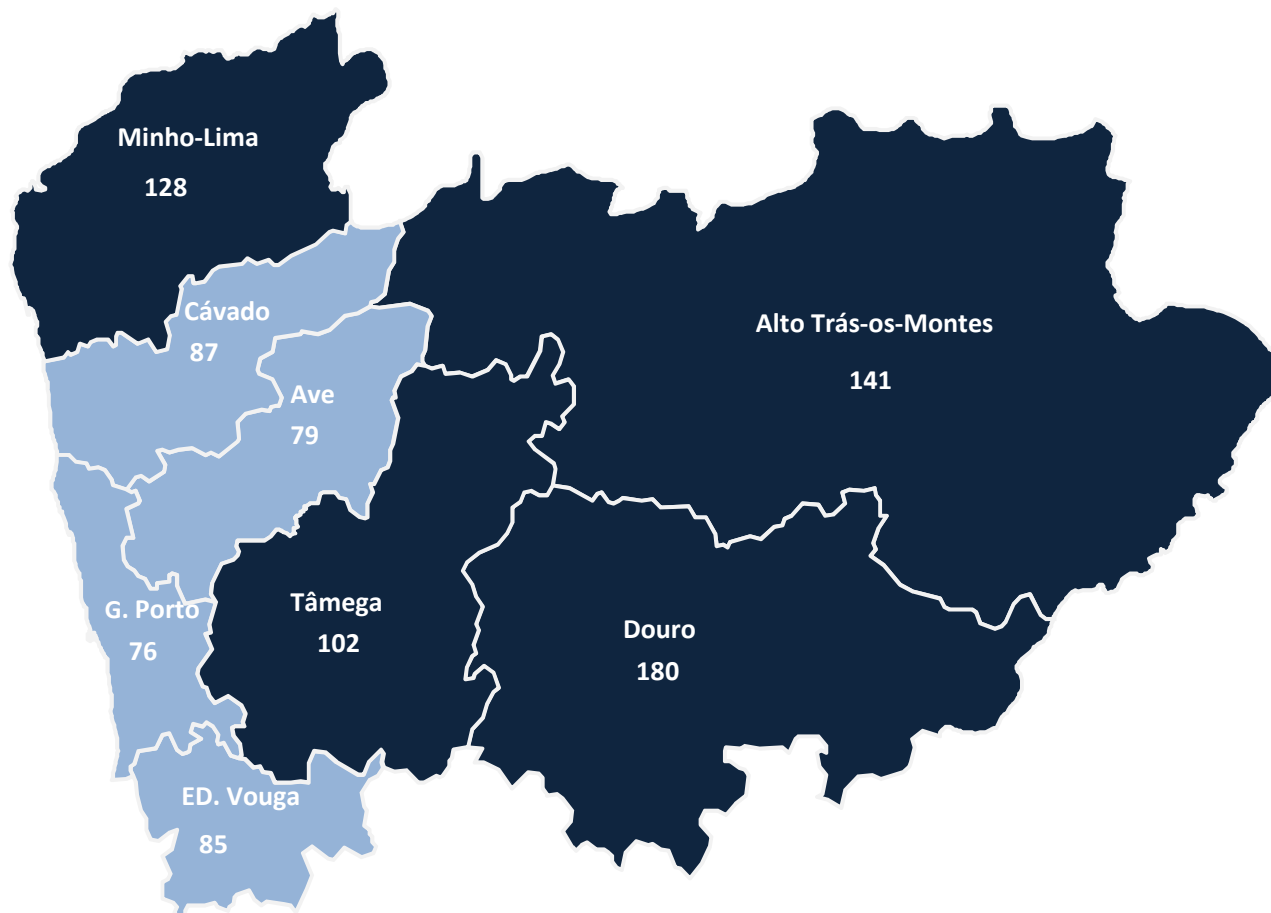 Minho-Lima
128
Cávado
87
Alto Trás-os-Montes
141
Ave
79
G. Porto
76
Tâmega
102
Douro
180
ED. Vouga
85